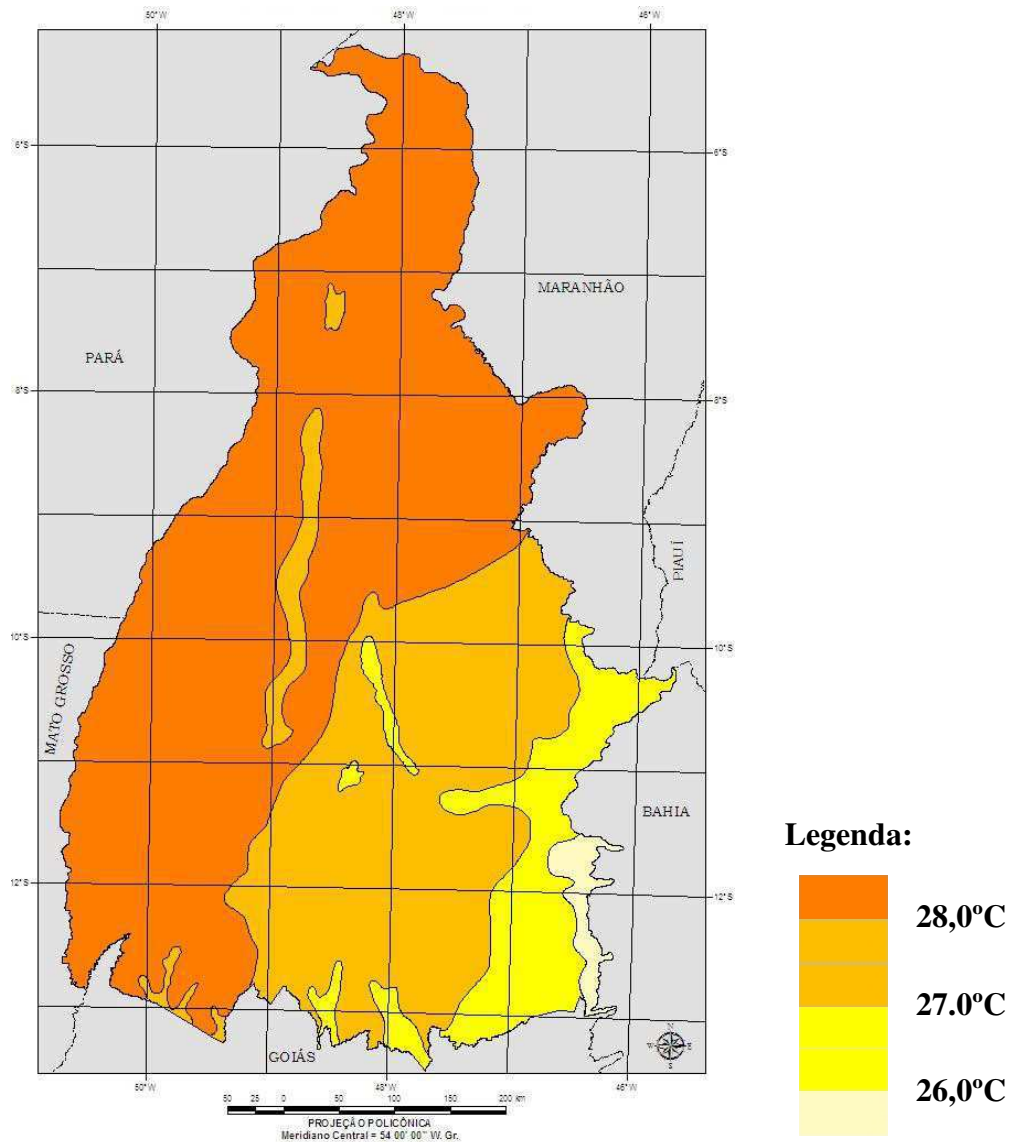 50°W
48°W
46°W
6°S
6°S
MARANHÃO
PARÁ
8°S
8°S
PIAUÍ
10°S
10°S
MATO GROSSO
BAHIA
Legenda:
12°S
12°S
28,0ºC
27.0ºC
26,0ºC
N
W
E
S
GOIÁS
50°W
48°W
46°W
50 25 0 50 100 150 200 km
PROJEÇÃO POLICÔNICA
Meridiano Central = 54 00' 00" W. Gr.